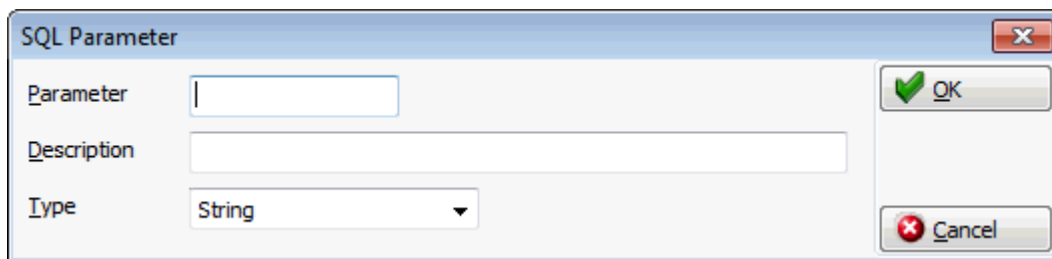 SQL Parameter
Parameter
OK
Description
Type String
Cancel